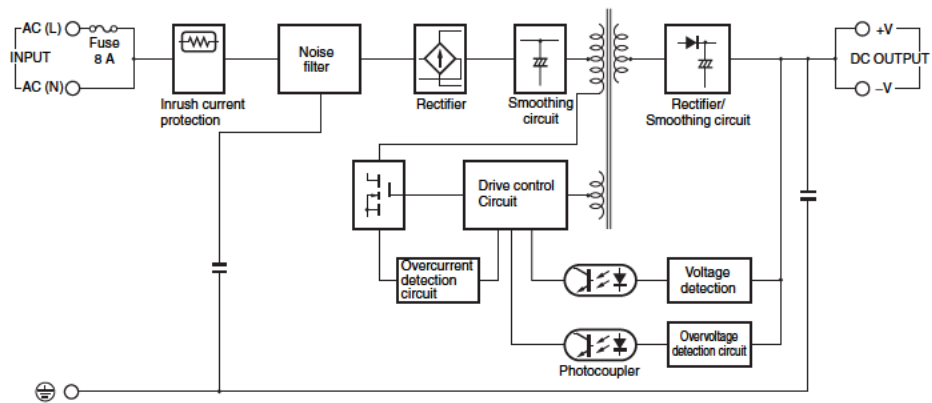 AC (L)
Fuse
8 A
INPUT
AC (N)
Inrush current
protection
Noise
filter
Rectifier
Smoothing
circuit
Rectifier/
Smoothing circuit
+V
DC OUTPUT
–V
Drive control
Circuit
Overcurrent
detection
circuit
Voltage
detection
Overvoltage
detection circuit
Photocoupler